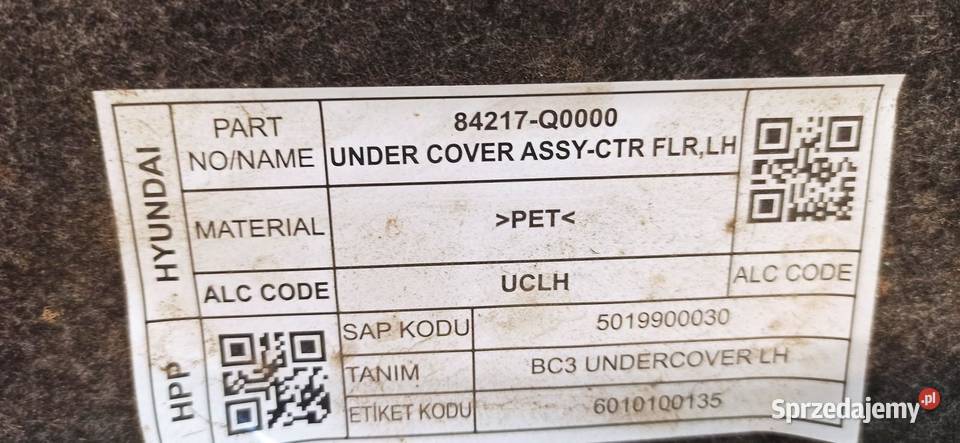 HYUNDAI
PART
NO/NAME
84217-Q0000
UNDER COVER ASSY-CTR FLR,LH
MATERIAL
>PET<
ALC CODE
UCLH
ALC CODE
HPP
SAP KODU
5019900030
TANIM
BC3 UNDERCOVER LH
ETİKET KODU
6010100135
Sprzedajemy.pl